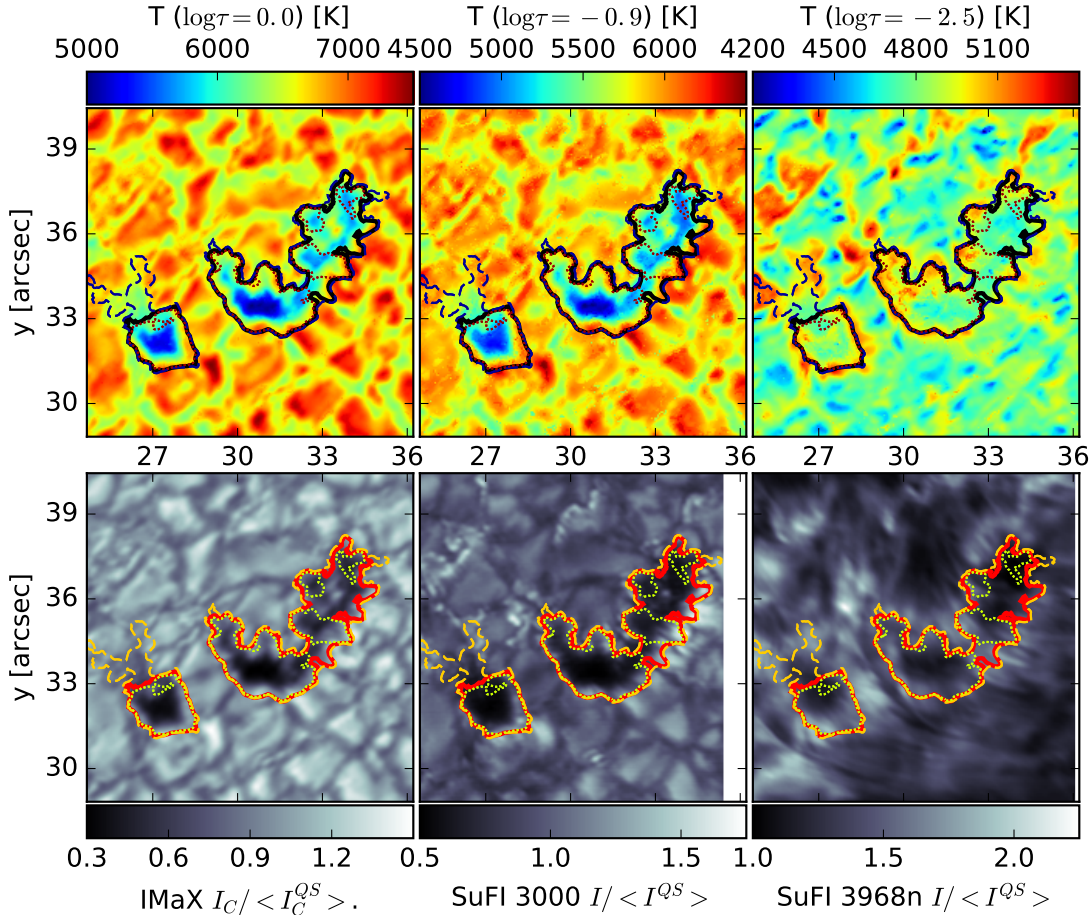 T (logτ=0.0) [K] T (logτ=−0.9) [K] T (logτ=−2.5) [K]
5000 6000 7000 4500 5000 5500 6000 4200 4500 4800 5100
39
36
33
30
y [arcsec]
27 30 33 36 27 30 33 36 27 30 33 36
39
36
33
30
y [arcsec]
0.3 0.6 0.9 1.2 0.5 1.0 1.5 1.0 1.5 2.0
IMaX I_C/<I_C^{QS}>. SuFI 3000 I/<I^{QS}> SuFI 3968n I/<I^{QS}>